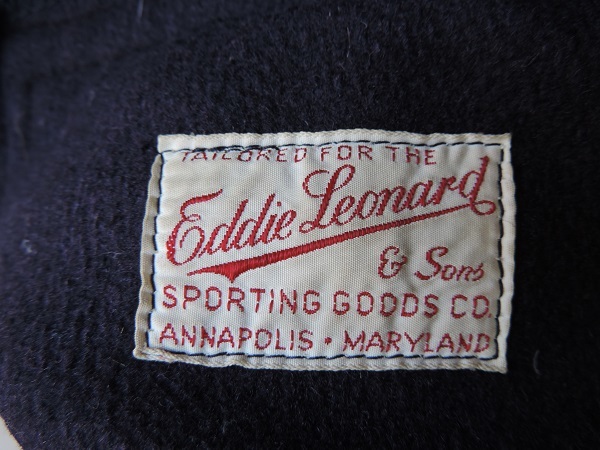 TAILORED FOR THE
Eddie Leonard
& Sons
SPORTING GOODS CO.
ANNAPOLIS • MARYLAND